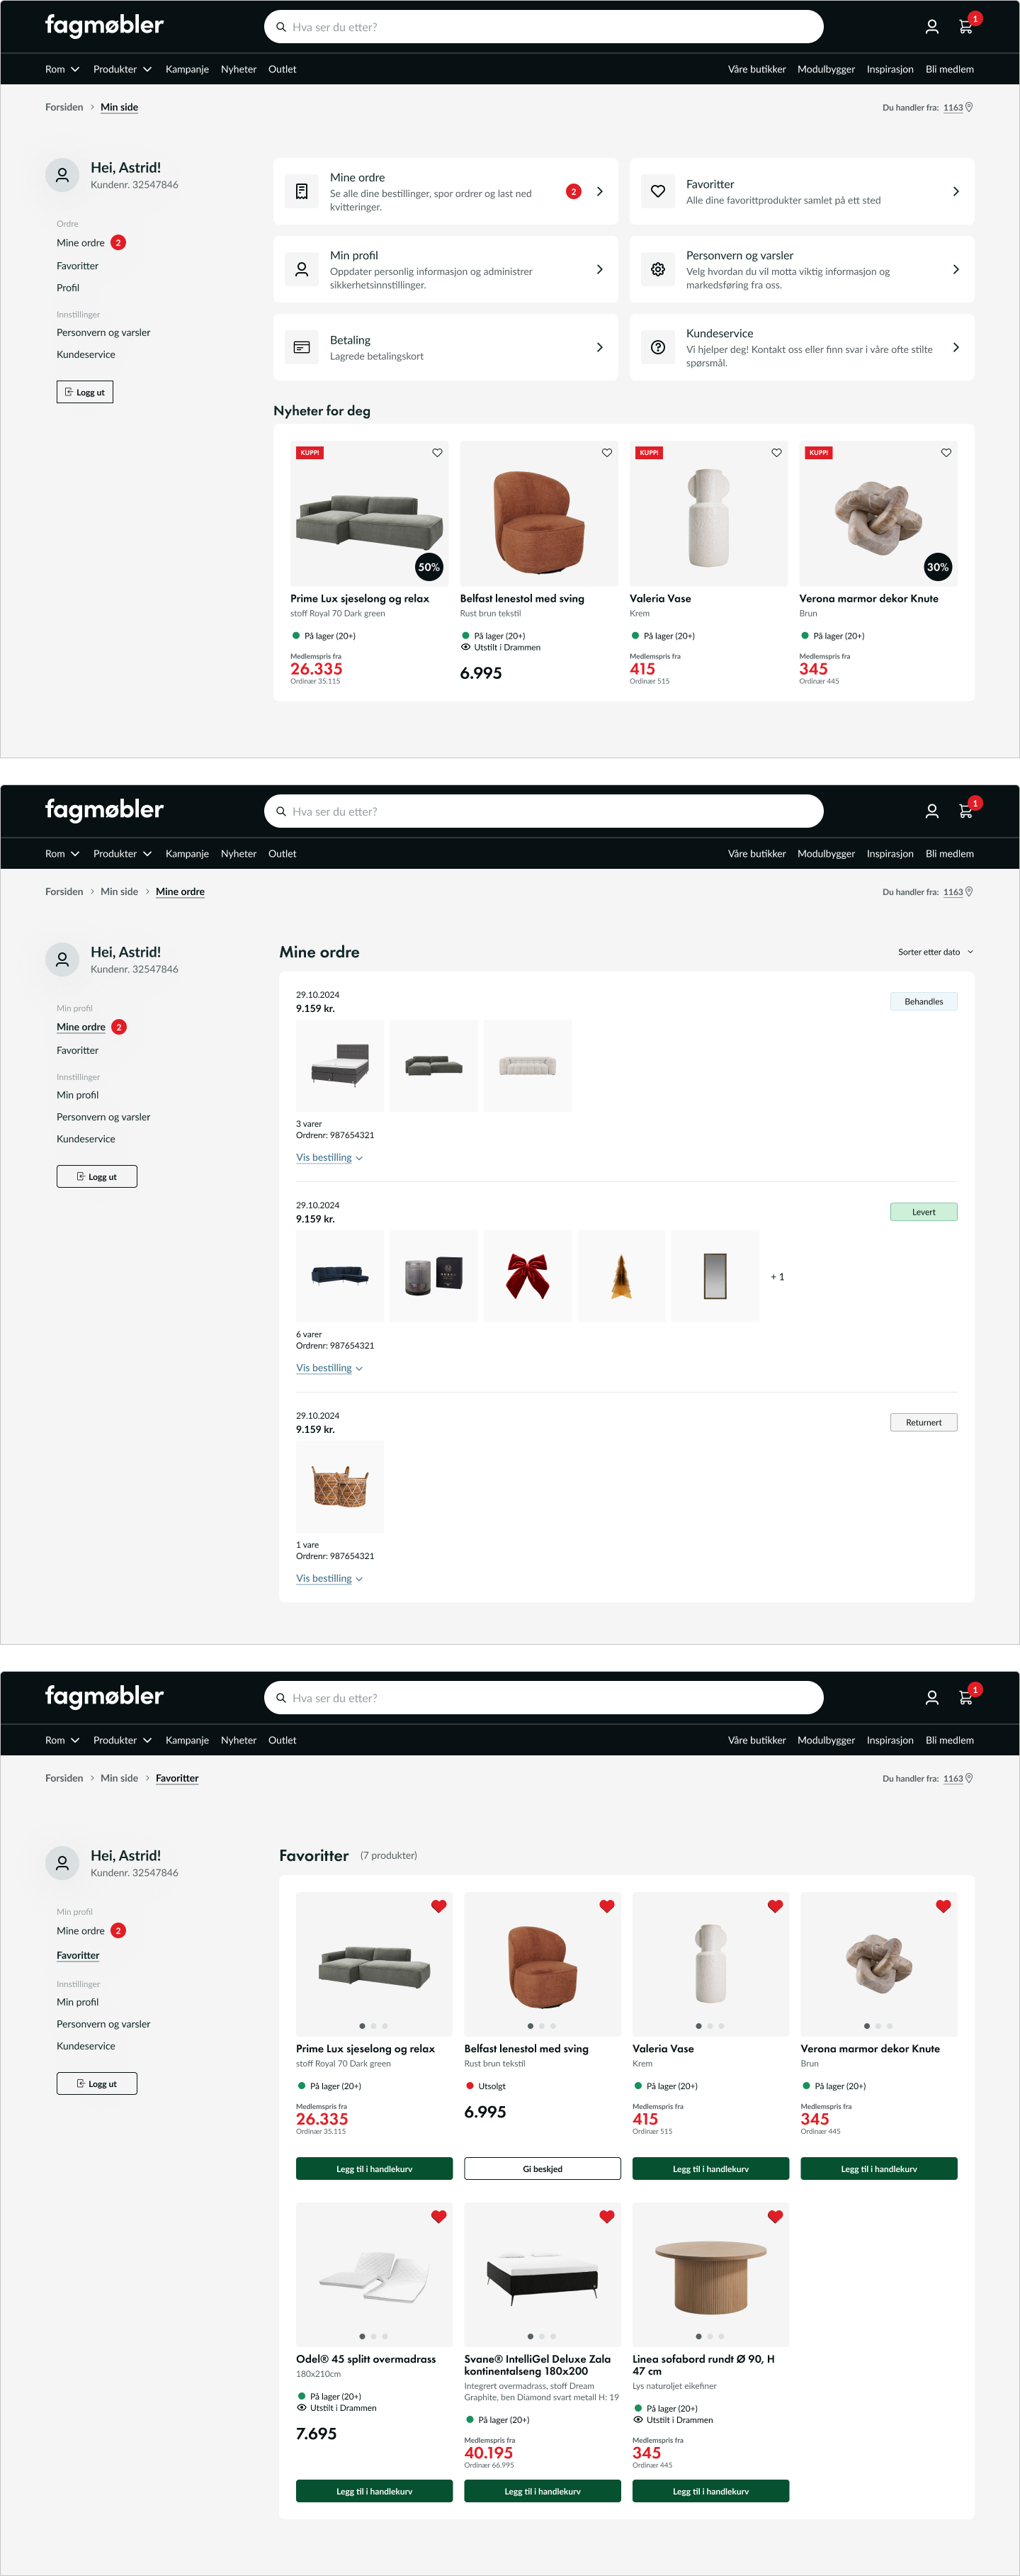 fagmøbler
Hva ser du etter?
1
Rom
Produkter
Kampanje
Nyheter
Outlet
Våre butikker
Modulbygger
Inspirasjon
Bli medlem
Forsiden
Min side
Du handler fra: 1163
Hei, Astrid!
Kundenr. 32547846
Ordre
Mine ordre 2
Favoritter
Profil
Innstillinger
Personvern og varsler
Kundeservice
Logg ut
Mine ordre
Se alle dine bestillinger, spor ordrer og last ned
kvitteringer.
2
Favoritter
Alle dine favorittprodukter samlet på ett sted
Min profil
Oppdater personlig informasjon og administrer
sikkerhetsinnstillinger.
Personvern og varsler
Velg hvordan du vil motta viktig informasjon og
markedsføring fra oss.
Betaling
Lagrede betalingskort
Kundeservice
Vi hjelper deg! Kontakt oss eller finn svar i våre ofte stilte
spørsmål.
Nyheter for deg
KUPP!
50%
Prime Lux sjeselong og relax
stoff Royal 70 Dark green
På lager (20+)
Medlemspris fra
26.335
Ordinær 35.115
Belfast lenestol med sving
Rust brun tekstil
På lager (20+)
Utstilt i Drammen
6.995
KUPP!
Valeria Vase
Krem
På lager (20+)
Medlemspris fra
415
Ordinær 515
KUPP!
30%
Verona marmor dekor Knute
Brun
På lager (20+)
Medlemspris fra
345
Ordinær 445
fagmøbler
Hva ser du etter?
1
Rom
Produkter
Kampanje
Nyheter
Outlet
Våre butikker
Modulbygger
Inspirasjon
Bli medlem
Forsiden
Min side
Mine ordre
Du handler fra: 1163
Hei, Astrid!
Kundenr. 32547846
Min profil
Mine ordre 2
Favoritter
Innstillinger
Min profil
Personvern og varsler
Kundeservice
Logg ut
Mine ordre
Sorter etter dato
29.10.2024
9.159 kr.
Behandles
3 varer
Ordrenr: 987654321
Vis bestilling
29.10.2024
9.159 kr.
Levert
+ 1
6 varer
Ordrenr: 987654321
Vis bestilling
29.10.2024
9.159 kr.
Returnert
1 vare
Ordrenr: 987654321
Vis bestilling
fagmøbler
Hva ser du etter?
1
Rom
Produkter
Kampanje
Nyheter
Outlet
Våre butikker
Modulbygger
Inspirasjon
Bli medlem
Forsiden
Min side
Favoritter
Du handler fra: 1163
Hei, Astrid!
Kundenr. 32547846
Min profil
Mine ordre 2
Favoritter
Innstillinger
Min profil
Personvern og varsler
Kundeservice
Logg ut
Favoritter (7 produkter)
Prime Lux sjeselong og relax
stoff Royal 70 Dark green
På lager (20+)
Medlemspris fra
26.335
Ordinær 35.115
Legg til i handlekurv
Belfast lenestol med sving
Rust brun tekstil
Utsolgt
6.995
Gi beskjed
Valeria Vase
Krem
På lager (20+)
Medlemspris fra
415
Ordinær 515
Legg til i handlekurv
Verona marmor dekor Knute
Brun
På lager (20+)
Medlemspris fra
345
Ordinær 445
Legg til i handlekurv
Odel® 45 splitt overmadrass
180x210cm
På lager (20+)
Utstilt i Drammen
7.695
Legg til i handlekurv
Svane® IntelliGel Deluxe Zala
kontinentalseng 180x200
Integrert overmadrass, stoff Dream
Graphite, ben Diamond svart metall H: 19
På lager (20+)
Medlemspris fra
40.195
Ordinær 66.995
Legg til i handlekurv
Linea sofabord rundt Ø 90, H
47 cm
Lys naturoljet eikefiner
På lager (20+)
Utstilt i Drammen
Medlemspris fra
345
Ordinær 445
Legg til i handlekurv